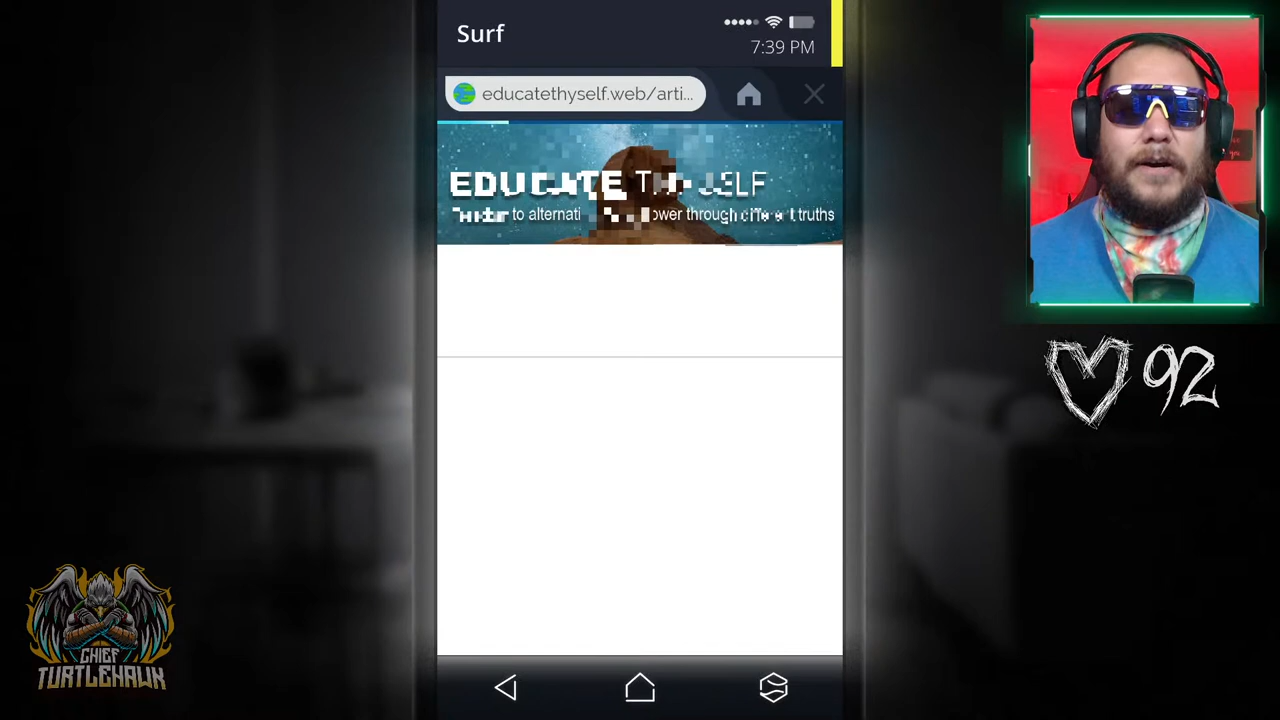 Surf
7:39 PM
educatethyself.web/arti...
EDUCATE
to alternati ower through truths
92
CHIEF
TURTLEHAWK